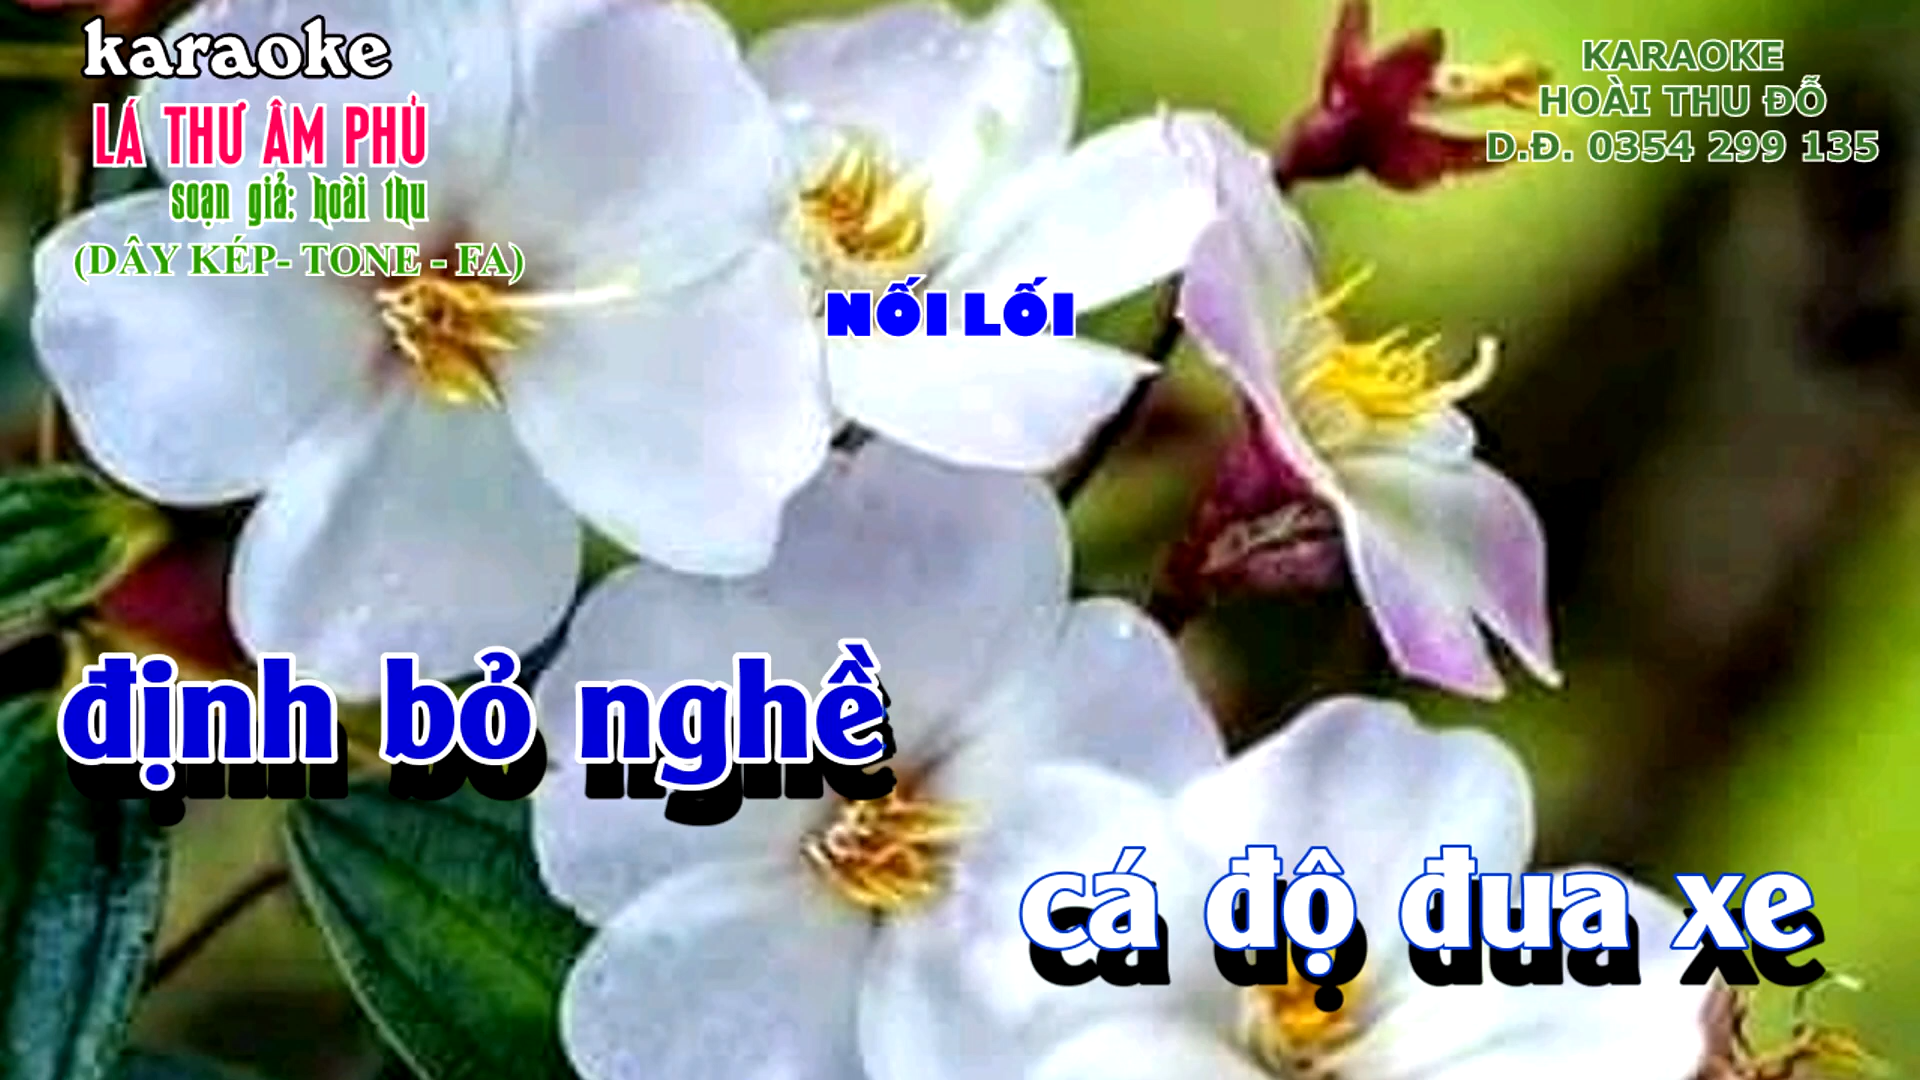 karaoke
LÁ THƯ ÂM PHỦ
soạn giả: hoài thu
(DÂY KÉP- TONE - FA)
KARAOKE
HOÀI THU ĐỖ
D.Đ. 0354 299 135
NỐI LỐI
định bỏ nghề
cá độ đua xe